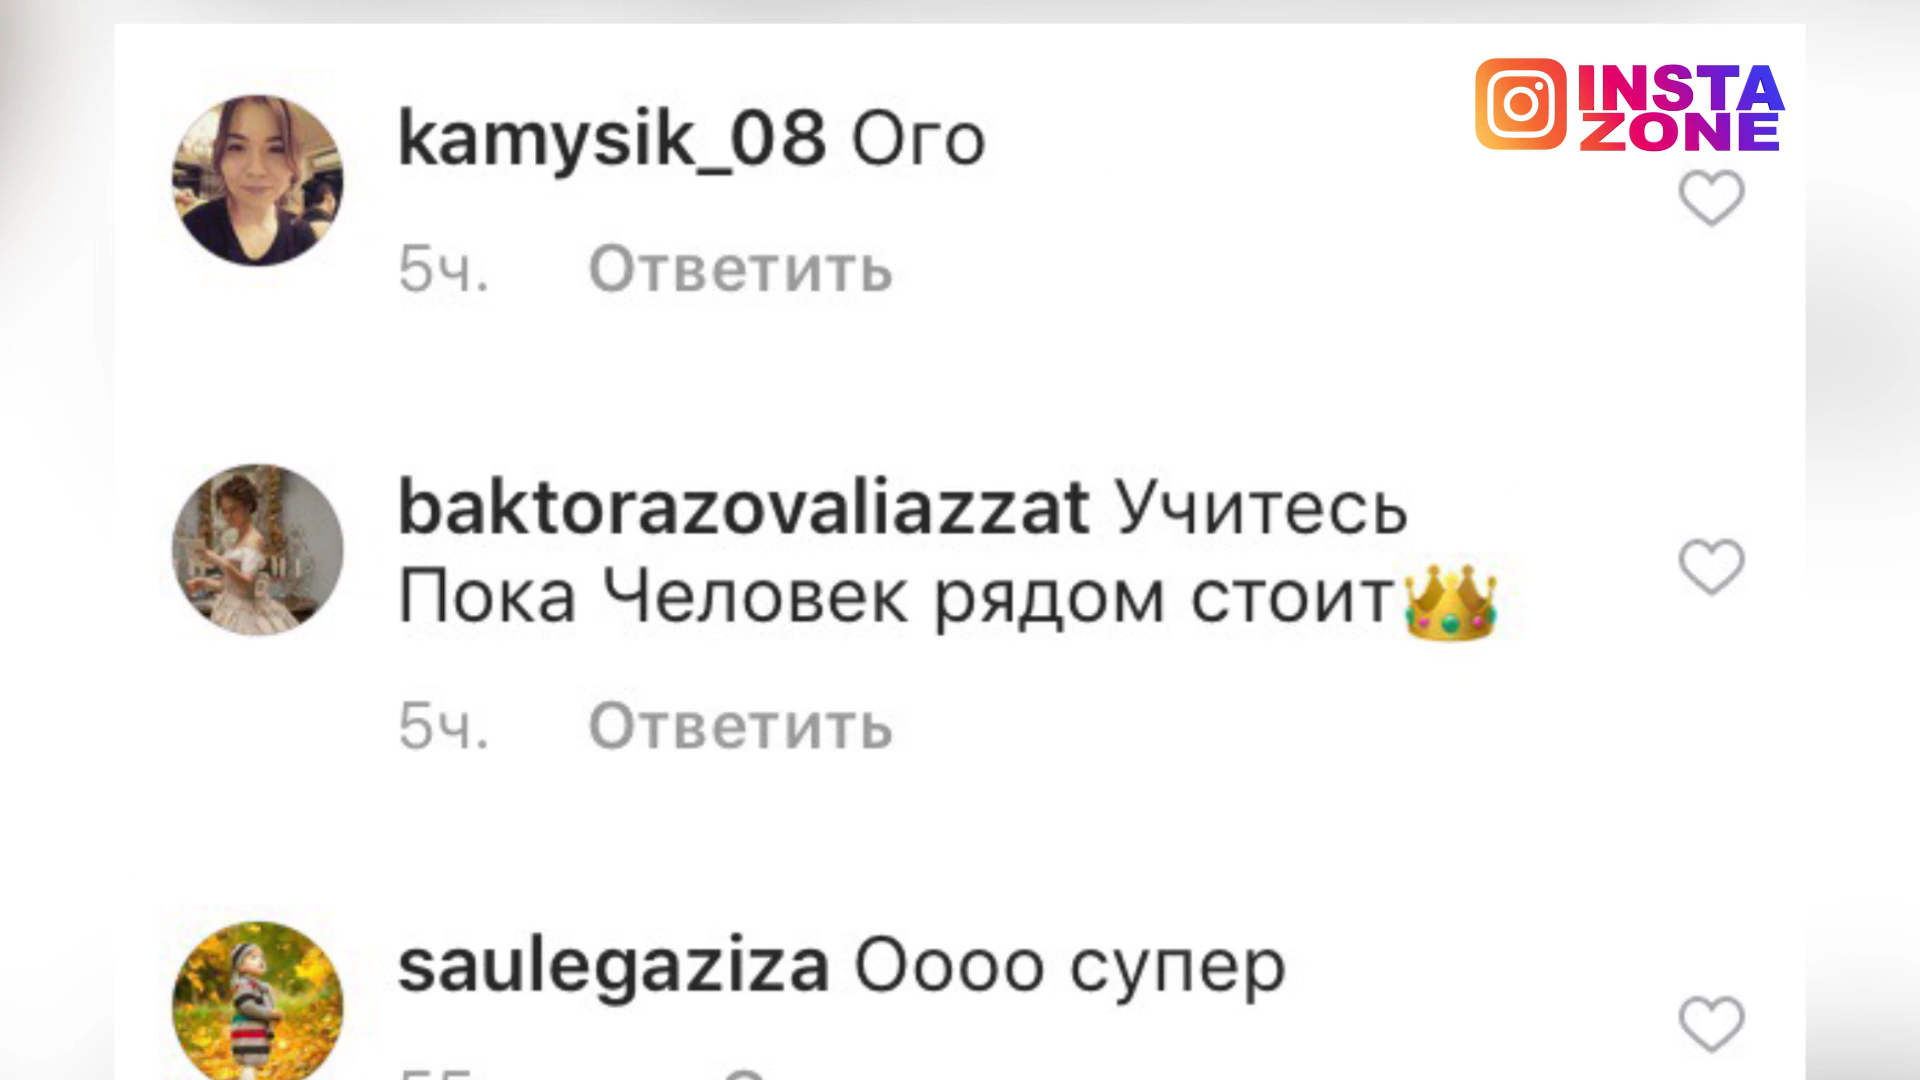 INSTA
ZONE
kamysik_08 Ого
5ч. Ответить
baktorazovaliazzat Учитесь
Пока Человек рядом стоит👑
5ч. Ответить
saulegaziza Оооо супер